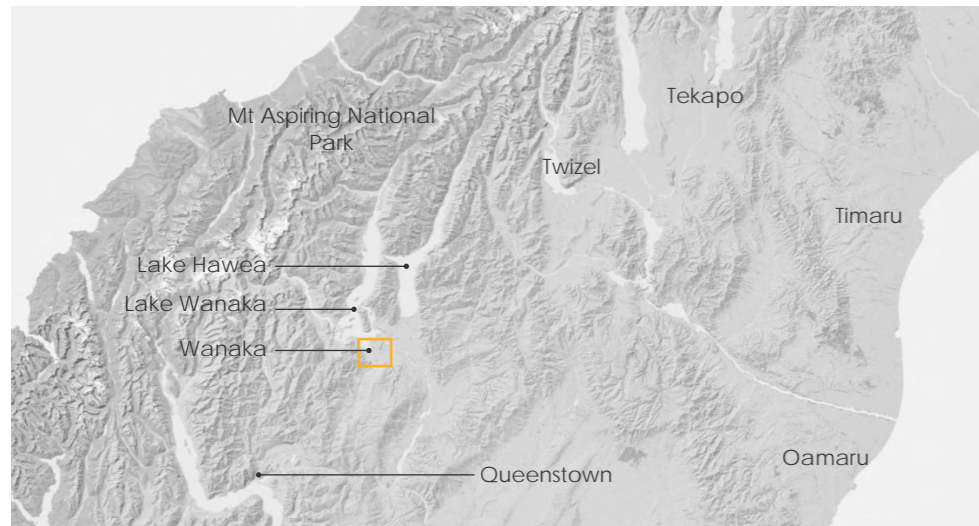 Tekapo
Mt Aspiring National
Park
Twizel
Timaru
Lake Hawea
Lake Wanaka
Wanaka
Oamaru
Queenstown